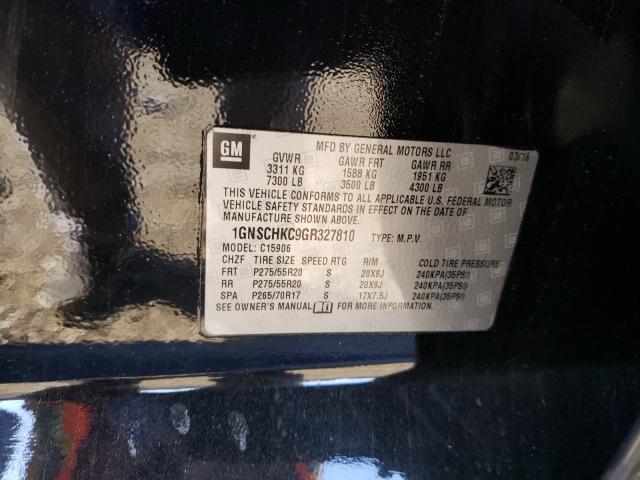 GM
MFD BY GENERAL MOTORS LLC 03/16
GVWR GAWR FRT GAWR RR
3311 KG 1588 KG 1951 KG
7300 LB 3500 LB 4300 LB
THIS VEHICLE CONFORMS TO ALL APPLICABLE U.S. FEDERAL
VEHICLE SAFETY STANDARDS IN EFFECT ON THE DATE OF
MANUFACTURE SHOWN ABOVE.
1GNSCHKC9GR327810 TYPE: M.P.V.
MODEL: C15906
TIRE SIZE SPEED RTG RIM COLD TIRE PRESSURE
FRT P275/55R20 S 20X9J 240KPA(35PSI)
RR P275/55R20 S 20X9J 240KPA(35PSI)
SPA P265/70R17 S 17X7.5J 240KPA(35PSI)
SEE OWNER'S MANUAL FOR MORE INFORMATION.